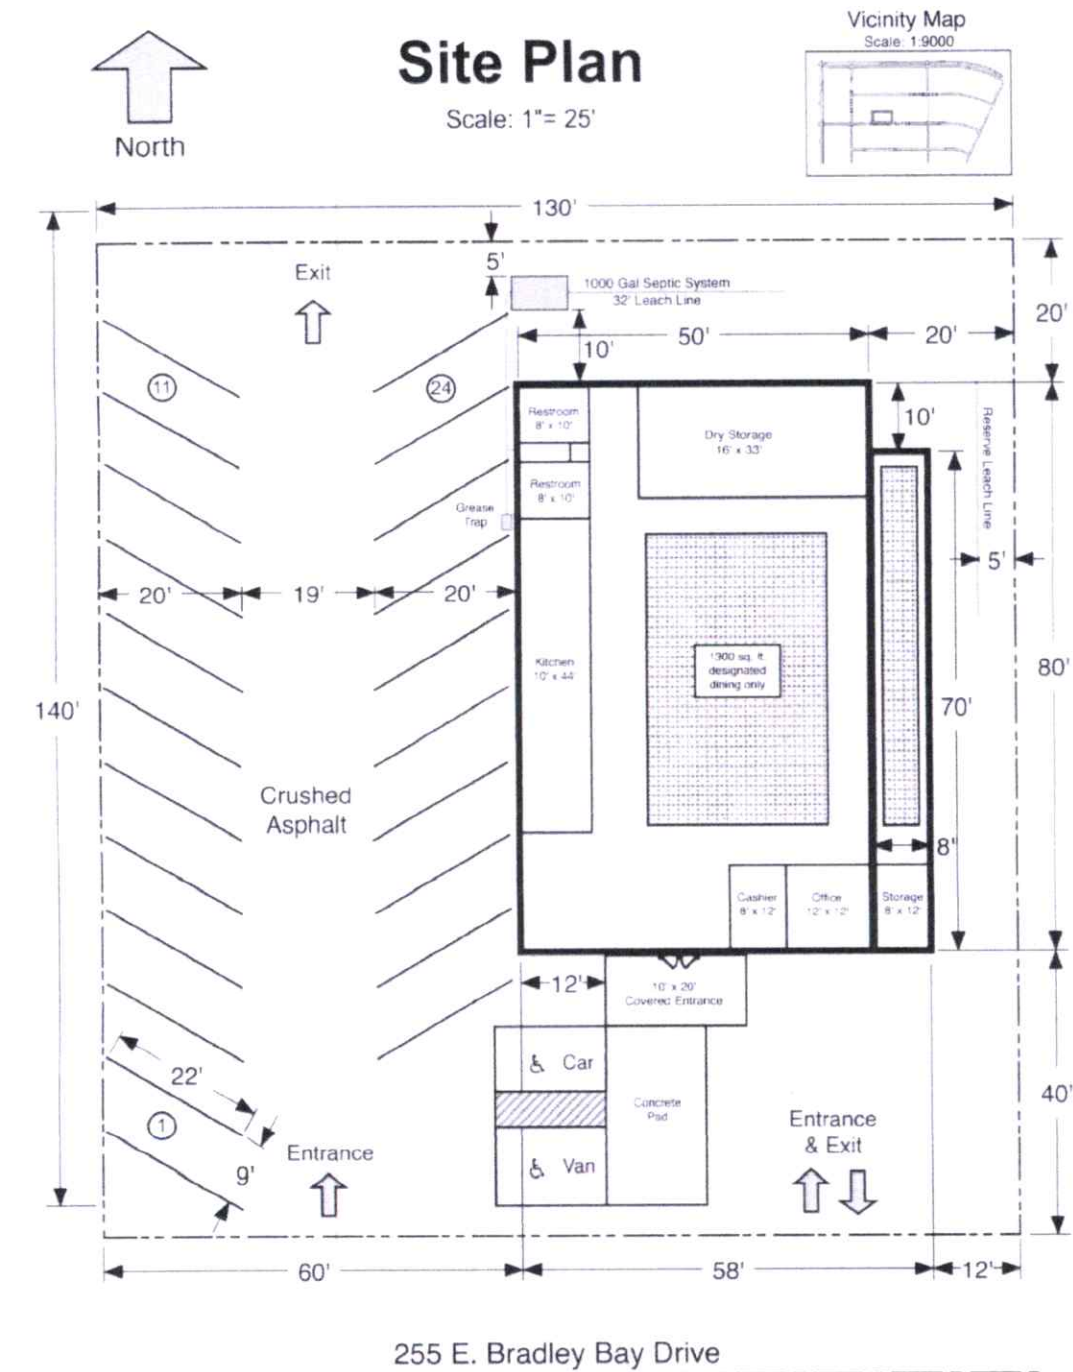 Site Plan
Scale: 1"= 25'
North
Vicinity Map
Scale: 1:9000
130'
5'
Exit
1000 Gal Septic System
32' Leach Line
20'
50'
20'
10'
11
24
10'
Restroom
8' x 10'
Dry Storage
16' x 33'
Reserve Leach Line
Restroom
8' x 10'
Grease
Trap
5'
20'
19'
20'
Kitchen
10' x 44'
1300 sq. ft.
designated
dining only
80'
140'
70'
Crushed
Asphalt
8'
Cashier
8' x 12'
Office
12' x 12'
Storage
8' x 12'
12'
10' x 20'
Covered Entrance
22'
Car
40'
Concrete
Pad
1
Entrance
& Exit
Entrance
Van
9'
60'
58'
12'
255 E. Bradley Bay Drive